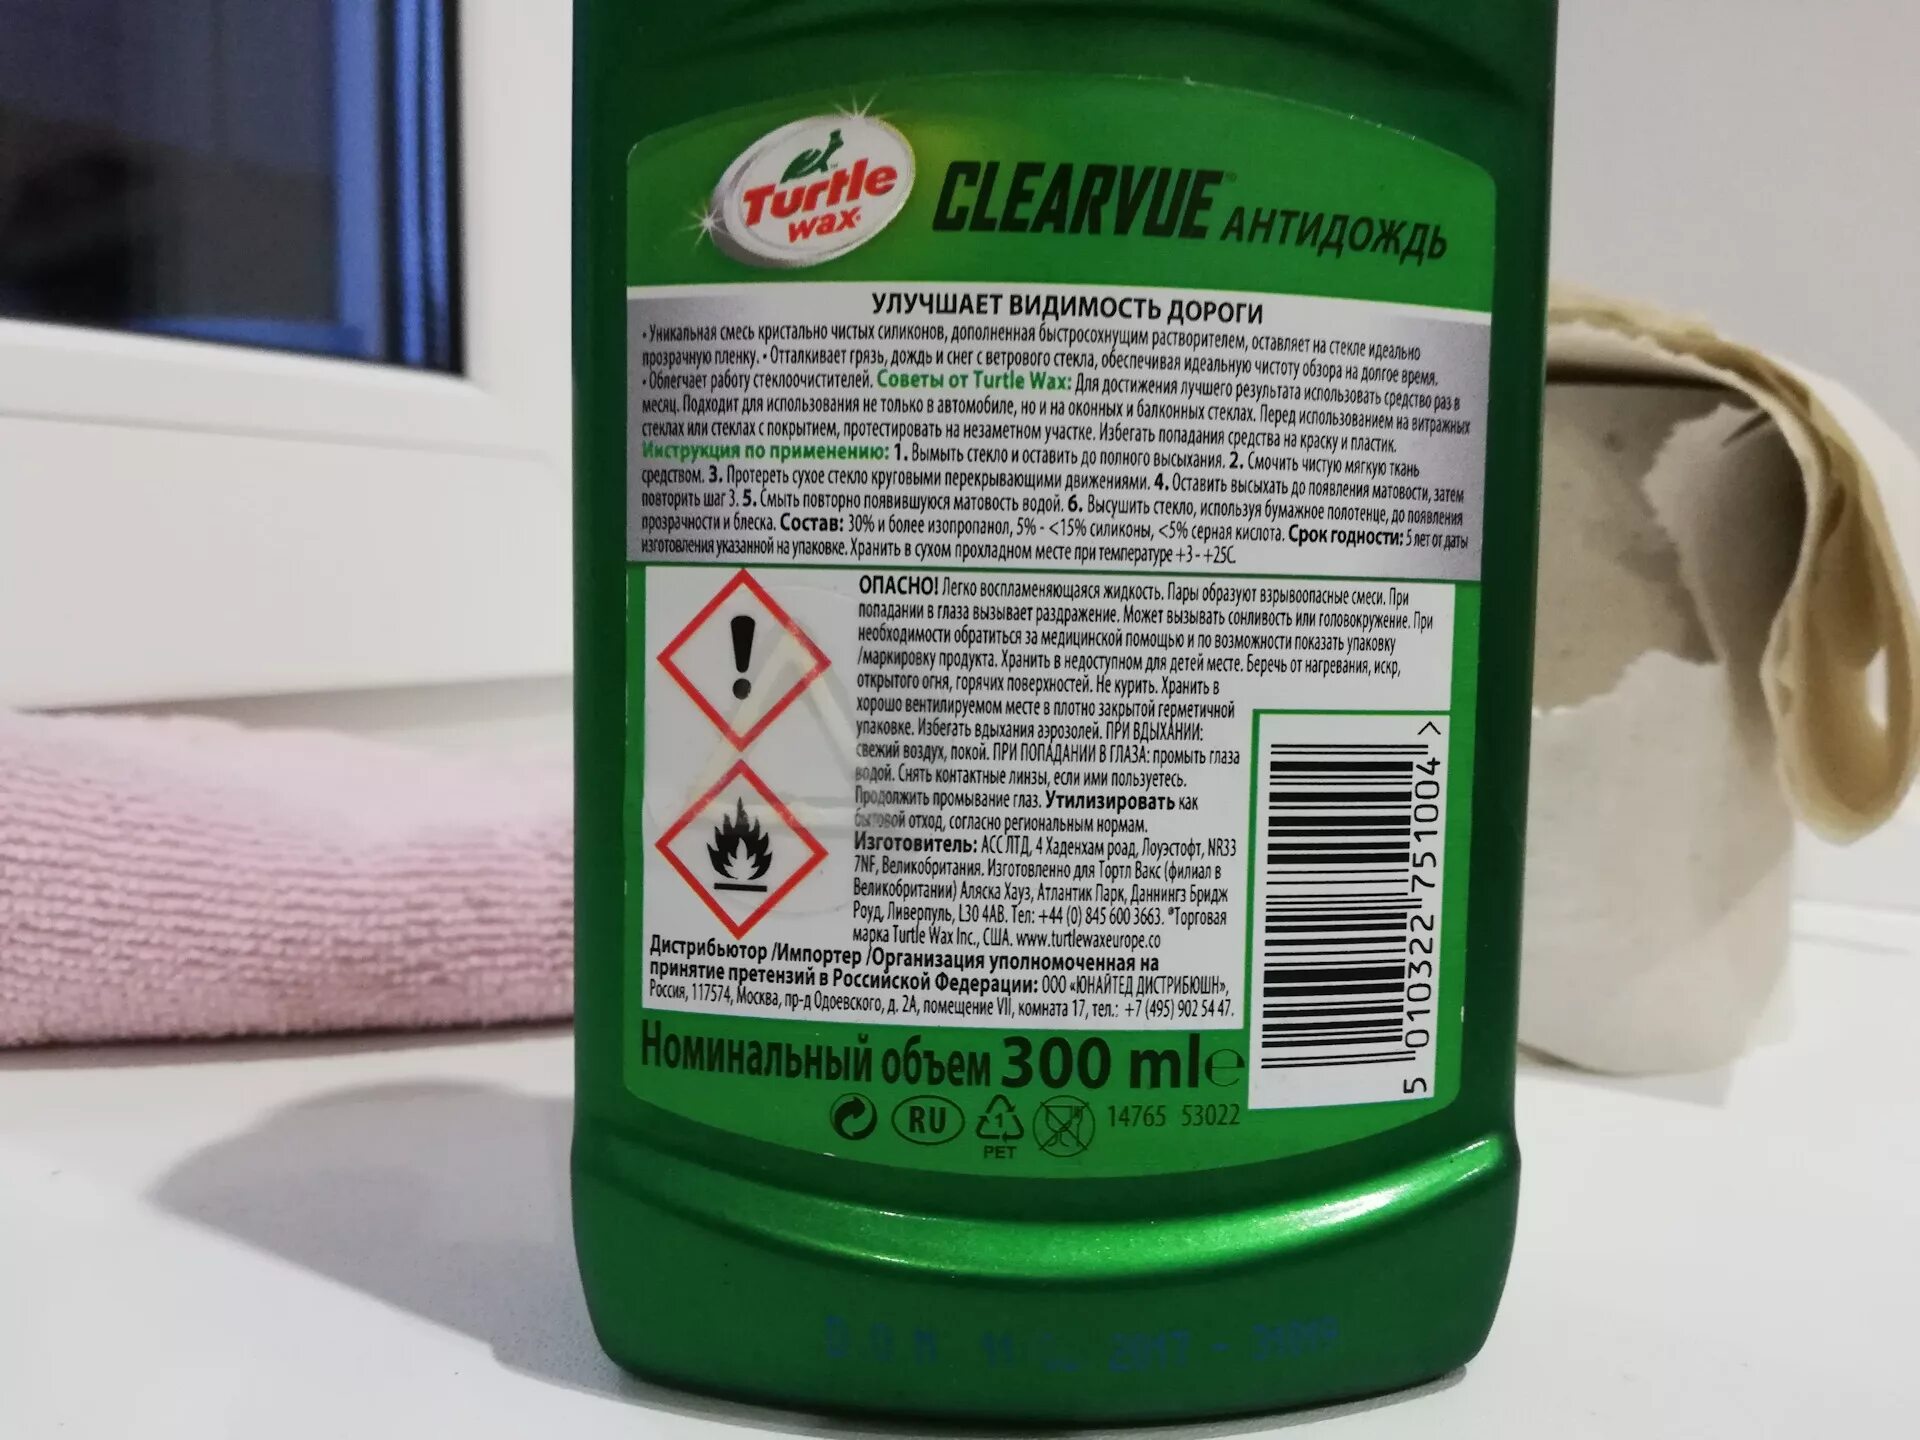 Turtle
wax
CLEARVUE® АНТИДОЖДЬ
УЛУЧШАЕТ ВИДИМОСТЬ ДОРОГИ
• Уникальная смесь кристально чистых силиконов, дополненная быстросохнущим растворителем, оставляет на стекле идеально
прозрачную пленку. • Отталкивает грязь, дождь и снег с ветрового стекла, обеспечивая идеальную чистоту обзора на долгое время.
• Облегчает работу стеклоочистителей. Советы от Turtle Wax: Для достижения лучшего результата использовать средство раз в
месяц. Подходит для использования не только в автомобиле, но и на оконных и балконных стеклах. Перед использованием на витражных
стеклах или стеклах с покрытием, протестировать на незаметном участке. Избегать попадания средства на краску и пластик.
Инструкция по применению: 1. Вымыть стекло и оставить до полного высыхания. 2. Смочить чистую мягкую ткань
средством. 3. Протереть сухое стекло круговыми перекрывающими движениями. 4. Оставить высыхать до появления матовости, затем
повторить шаг 3. 5. Смыть повторно появившуюся матовость водой. 6. Высушить стекло, используя бумажное полотенце, до появления
прозрачности и блеска. Состав: 30% и более изопропанол, 5% - <15% силиконы, <5% серная кислота. Срок годности: 5 лет от даты
изготовления указанной на упаковке. Хранить в сухом прохладном месте при температуре +3 - +25С.
ОПАСНО! Легко воспламеняющаяся жидкость. Пары образуют взрывоопасные смеси. При
попадании в глаза вызывает раздражение. Может вызывать сонливость или головокружение. При
необходимости обратиться за медицинской помощью и по возможности показать упаковку
/маркировку продукта. Хранить в недоступном для детей месте. Беречь от нагревания, искр,
открытого огня, горячих поверхностей. Не курить. Хранить в
хорошо вентилируемом месте в плотно закрытой герметичной
упаковке. Избегать вдыхания аэрозолей. ПРИ ВДЫХАНИИ:
свежий воздух, покой. ПРИ ПОПАДАНИИ В ГЛАЗА: промыть глаза
водой. Снять контактные линзы, если ими пользуетесь.
Продолжить промывание глаз. Утилизировать как
бытовой отход, согласно региональным нормам.
Изготовитель: АСС ЛТД, 4 Хаденхам роад, Лоуэстофт, NR33
7NF, Великобритания. Изготовленно для Тортл Вакс (филиал в
Великобритании) Аляска Хауз, Атлантик Парк, Даннингз Бридж
Роуд, Ливерпуль, L30 4AB. Тел: +44 (0) 845 600 3663. *Торговая
марка Turtle Wax Inc., США. www.turtlewaxeurope.co
Дистрибьютор /Импортер /Организация уполномоченная на
принятие претензий в Российской Федерации: ООО «ЮНАЙТЕД ДИСТРИБЮШН»,
Россия, 117574, Москва, пр-д Одоевского, д. 2А, помещение VII, комната 17, тел.: +7 (495) 902 54 47.
5 010322 751004 >
Номинальный объем 300 ml e
RU 1 14765 53022
PET
D.O.M 11 2017 -